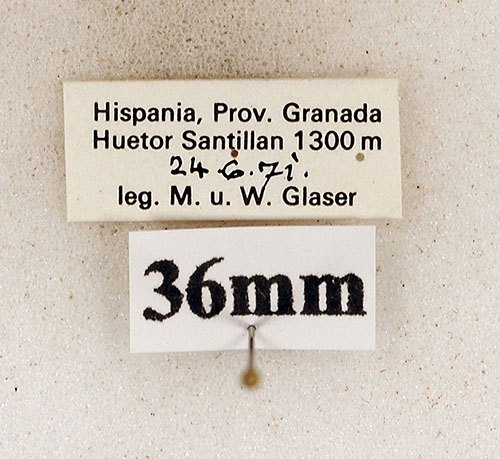 Hispania, Prov. Granada
Huetor Santillan 1300 m
24.6.71.
leg. M. u. W. Glaser
36mm